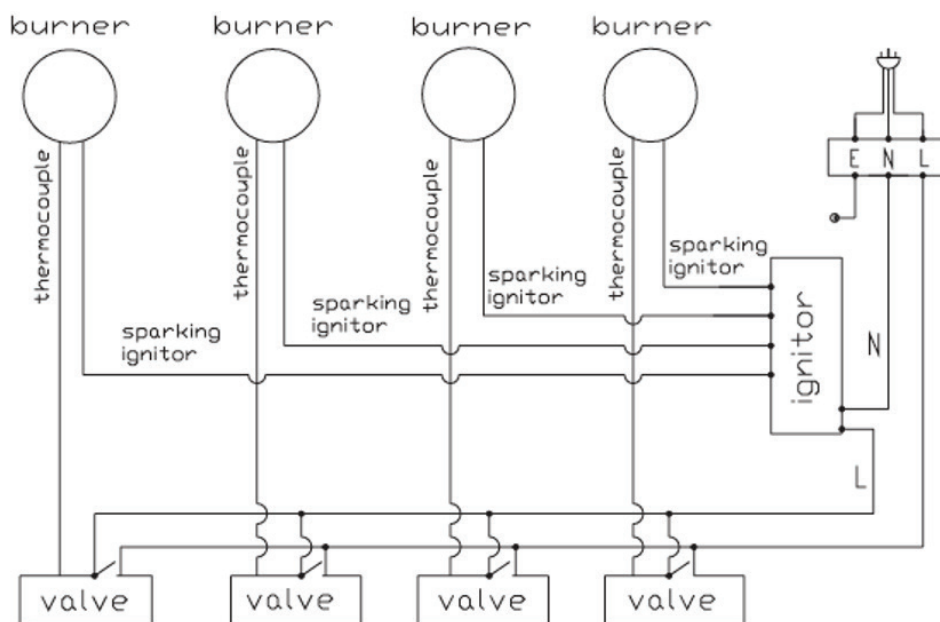 burner
burner
burner
burner
E N L
thermocouple
thermocouple
thermocouple
thermocouple
sparking
ignitor
sparking
ignitor
sparking
ignitor
sparking
ignitor
ignitor
N
L
valve
valve
valve
valve